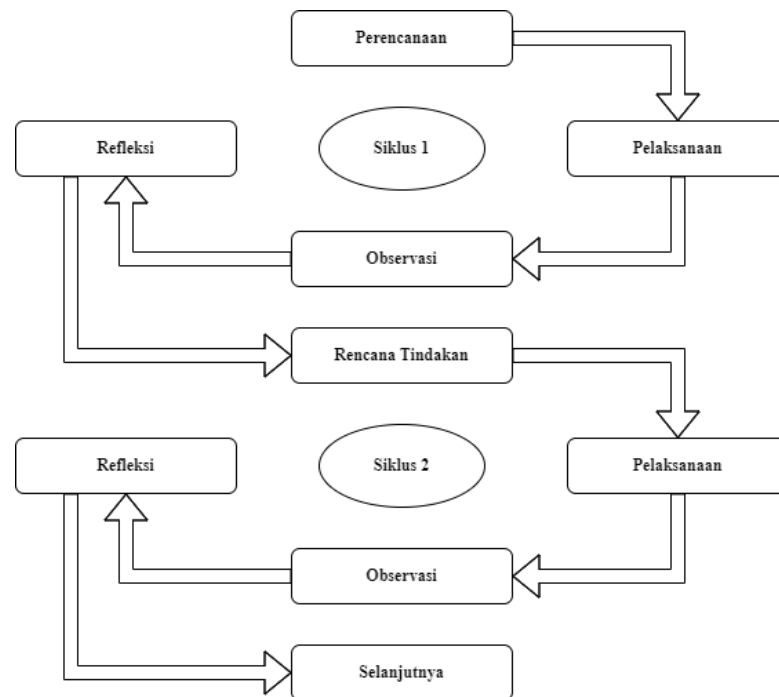 Perencanaan
Refleksi
Siklus 1
Pelaksanaan
Observasi
Rencana Tindakan
Refleksi
Siklus 2
Pelaksanaan
Observasi
Selanjutnya